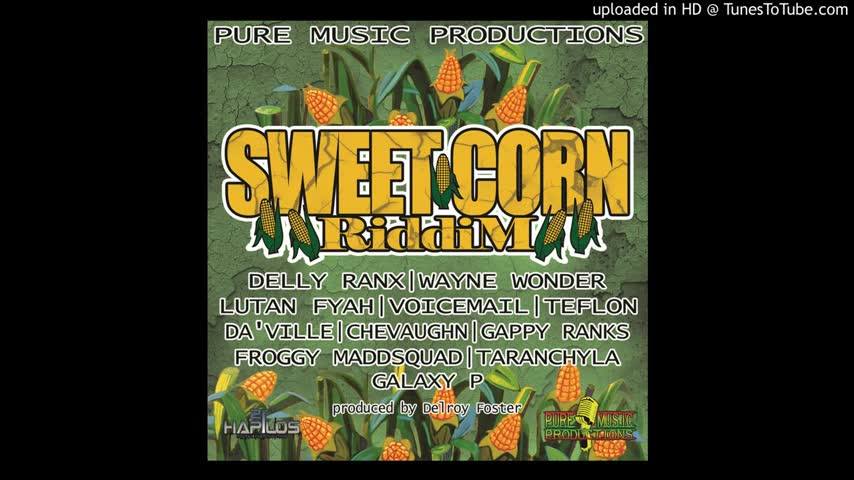 uploaded in HD @ TunesToTube.com
PURE MUSIC PRODUCTIONS
SWEET CORN
RiddiM
DELLY RANX|WAYNE WONDER
LUTAN FYAH|VOICEMAIL|TEFLON
DA'VILLE|CHEVAUGHN|GAPPY RANKS
FROGGY MADDSQUAD|TARANCHYLA
GALAXY P
produced by Delroy Foster
HAPILOS
PURE MUSIC
PRODUCTIONS